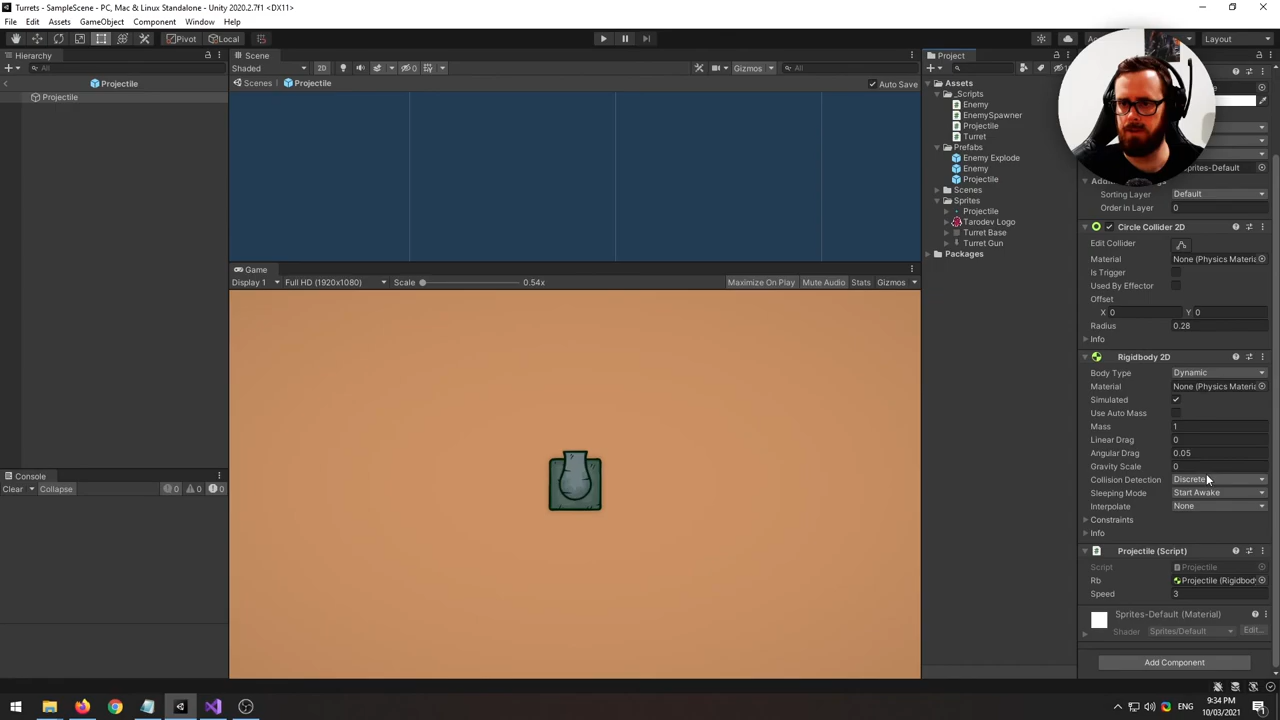 Turrets - SampleScene - PC, Mac & Linux Standalone - Unity 2020.2.7f1 <DX11>
File Edit Assets GameObject Component Window Help
Pivot Local Layout
Hierarchy
All
Projectile
Projectile
Console
Clear Collapse 0 0 0
Scene
Shaded 2D 0 Gizmos All
Scenes Projectile Auto Save
Game
Display 1 Full HD (1920x1080) Scale 0.54x Maximize On Play Mute Audio Stats Gizmos
Project
Assets
_Scripts
Enemy
EnemySpawner
Projectile
Turret
Prefabs
Enemy Explode
Enemy
Projectile
Scenes
Sprites
Projectile
Tarodev Logo
Turret Base
Turret Gun
Packages
Sprites-Default
Sorting Layer Default
Order in Layer 0
Circle Collider 2D
Edit Collider
Material None (Physics Materia
Is Trigger
Used By Effector
Offset
X 0 Y 0
Radius 0.28
Info
Rigidbody 2D
Body Type Dynamic
Material None (Physics Materia
Simulated
Use Auto Mass
Mass 1
Linear Drag 0
Angular Drag 0.05
Gravity Scale 0
Collision Detection Discrete
Sleeping Mode Start Awake
Interpolate None
Constraints
Info
Projectile (Script)
Script Projectile
Rb Projectile (Rigidbody
Speed 3
Sprites-Default (Material)
Shader Sprites/Default Edit...
Add Component
ENG 9:34 PM
10/03/2021